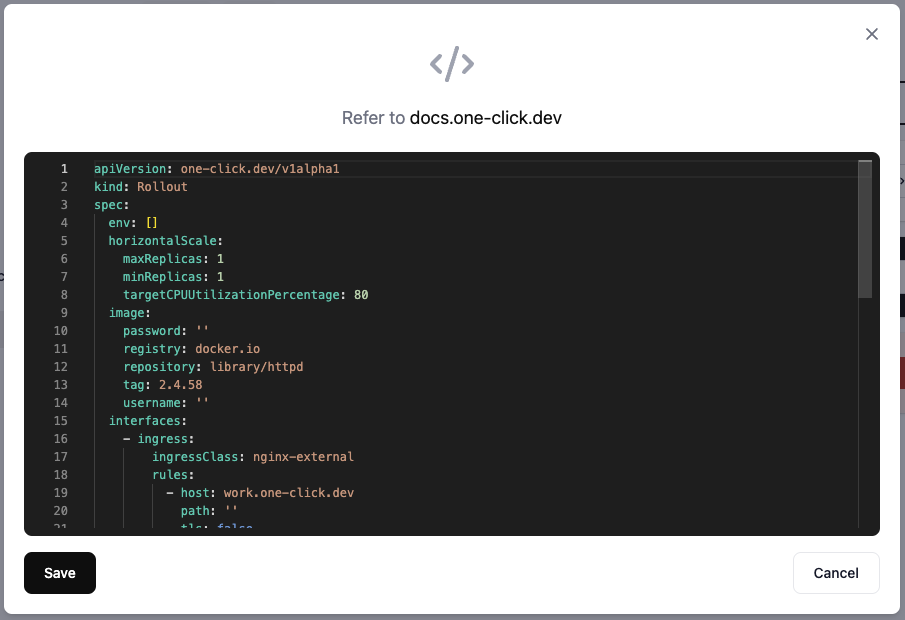 </>
Refer to docs.one-click.dev
1 apiVersion: one-click.dev/v1alpha1
2 kind: Rollout
3 spec:
4   env: []
5   horizontalScale:
6     maxReplicas: 1
7     minReplicas: 1
8     targetCPUUtilizationPercentage: 80
9   image:
10     password: ''
11     registry: docker.io
12     repository: library/httpd
13     tag: 2.4.58
14     username: ''
15   interfaces:
16     - ingress:
17         ingressClass: nginx-external
18         rules:
19           - host: work.one-click.dev
20             path: ''
21             tls: false
Save
Cancel